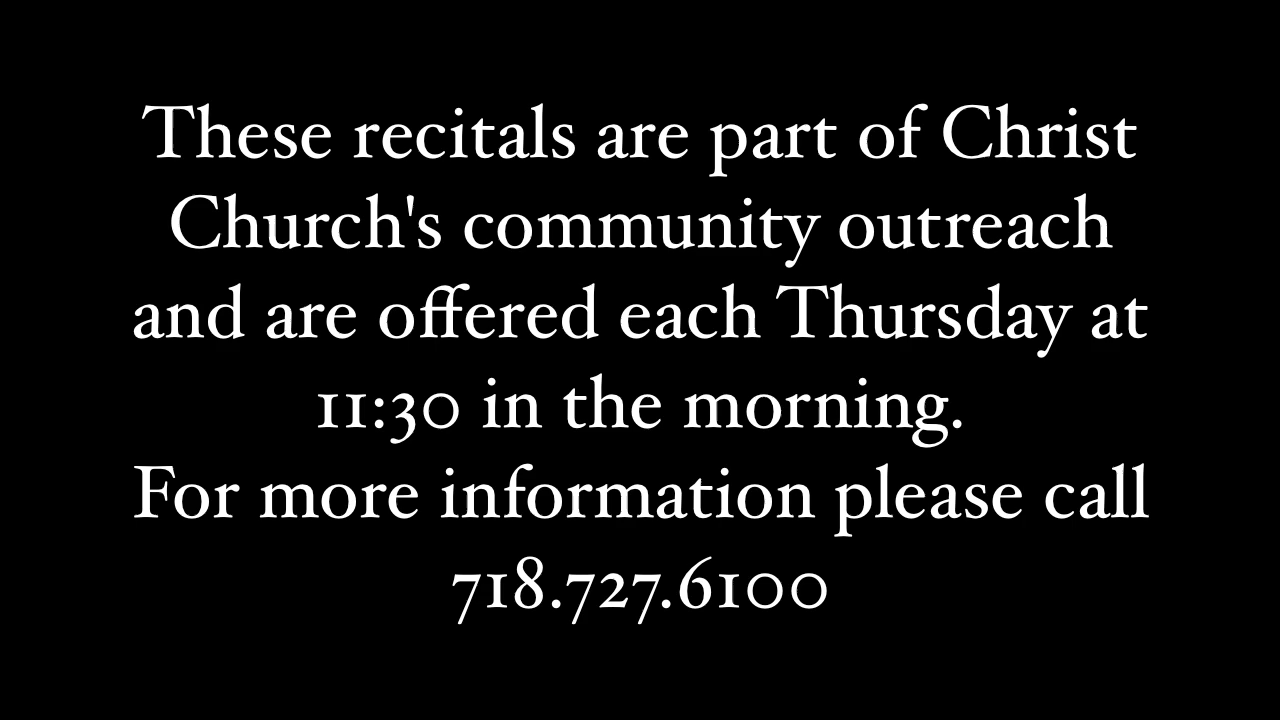 These recitals are part of Christ
Church's community outreach
and are offered each Thursday at
11:30 in the morning.
For more information please call
718.727.6100